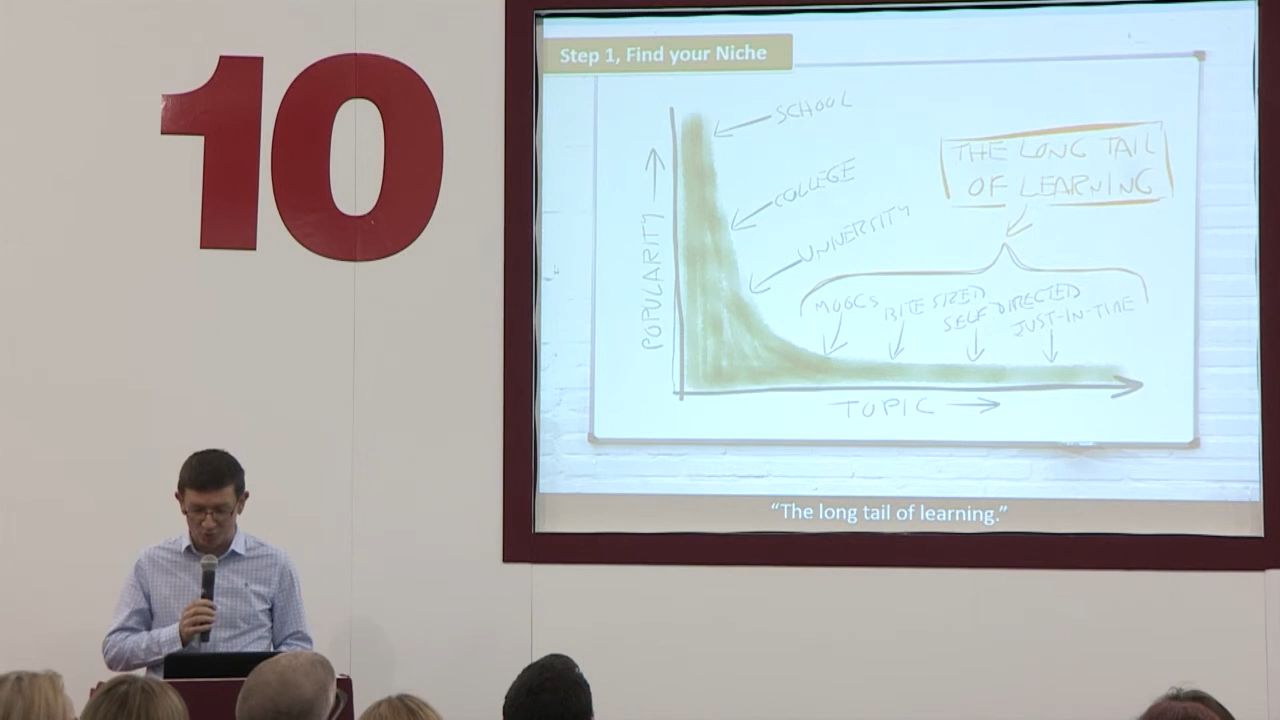 10
Step 1, Find your Niche
SCHOOL
THE LONG TAIL
OF LEARNING
COLLEGE
UNIVERSITY
POPULARITY
MOOCS
BITE SIZED
SELF DIRECTED
JUST-IN-TIME
TOPIC
“The long tail of learning.”